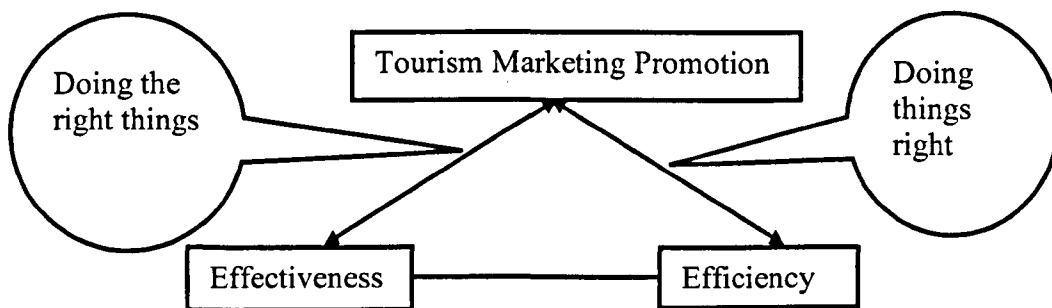 Tourism Marketing Promotion
Doing the
right things
Doing
things
right
Effectiveness
Efficiency